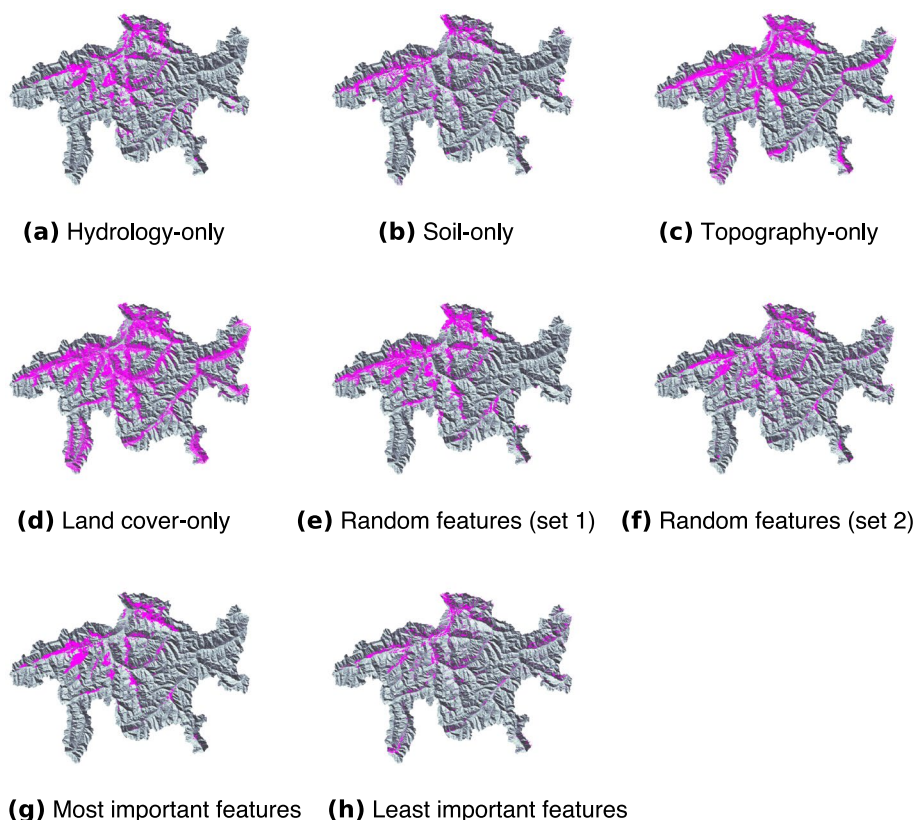 (a) Hydrology-only
(b) Soil-only
(c) Topography-only
(d) Land cover-only
(e) Random features (set 1)
(f) Random features (set 2)
(g) Most important features
(h) Least important features